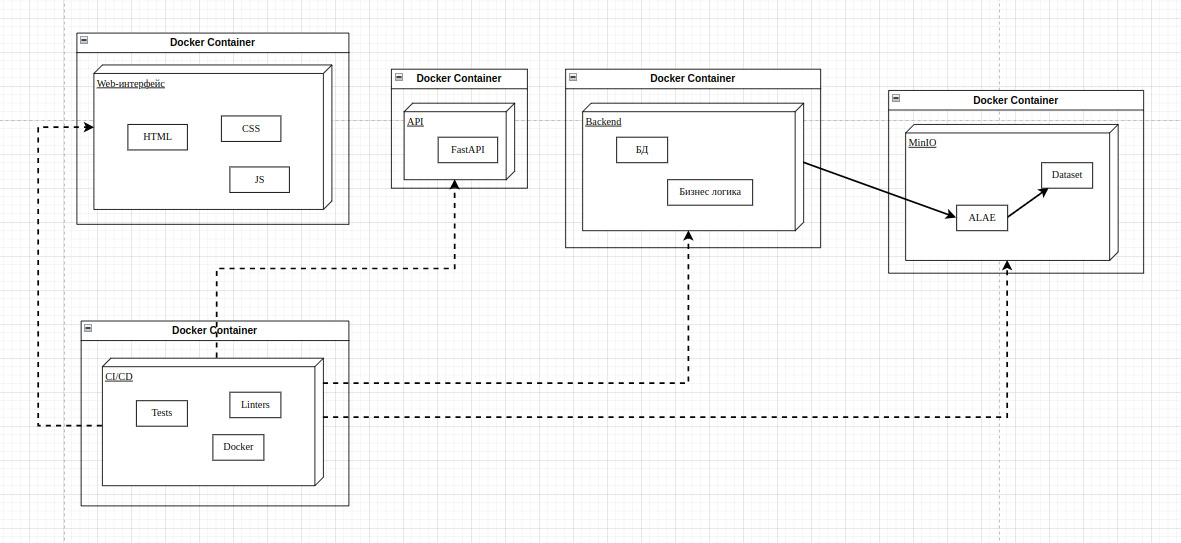 Docker Container
Web-интерфейс
HTML
CSS
JS
Docker Container
API
FastAPI
Docker Container
Backend
БД
Бизнес логика
Docker Container
MinIO
Dataset
ALAE
Docker Container
CI/CD
Tests
Linters
Docker